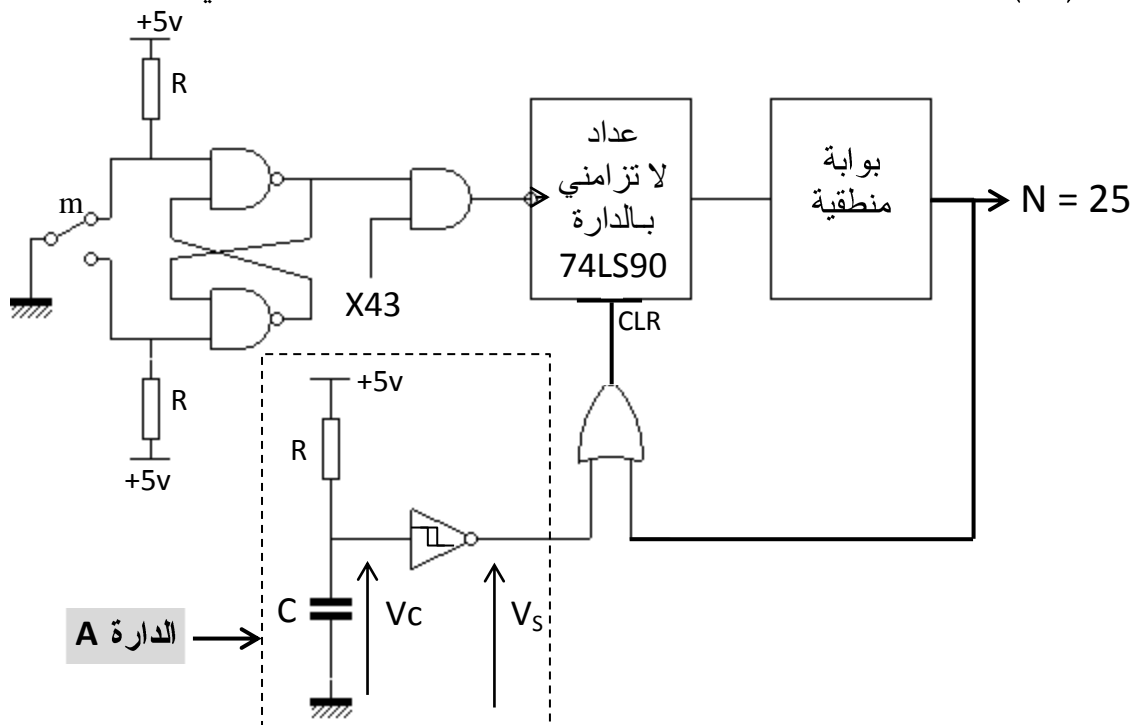 +5v
R
m
عداد
لا تزامني
بالدارة
74LS90
بوابة
منطقية
N = 25
X43
CLR
+5v
R
R
+5v
C
Vc
Vs
الدارة A